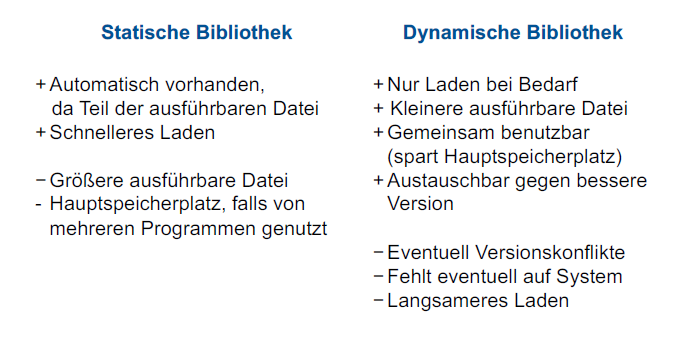 Statische Bibliothek
+ Automatisch vorhanden,
da Teil der ausführbaren Datei
+ Schnelleres Laden
− Größere ausführbare Datei
- Hauptspeicherplatz, falls von
mehreren Programmen genutzt
Dynamische Bibliothek
+ Nur Laden bei Bedarf
+ Kleinere ausführbare Datei
+ Gemeinsam benutzbar
(spart Hauptspeicherplatz)
+ Austauschbar gegen bessere
Version
− Eventuell Versionskonflikte
− Fehlt eventuell auf System
− Langsameres Laden